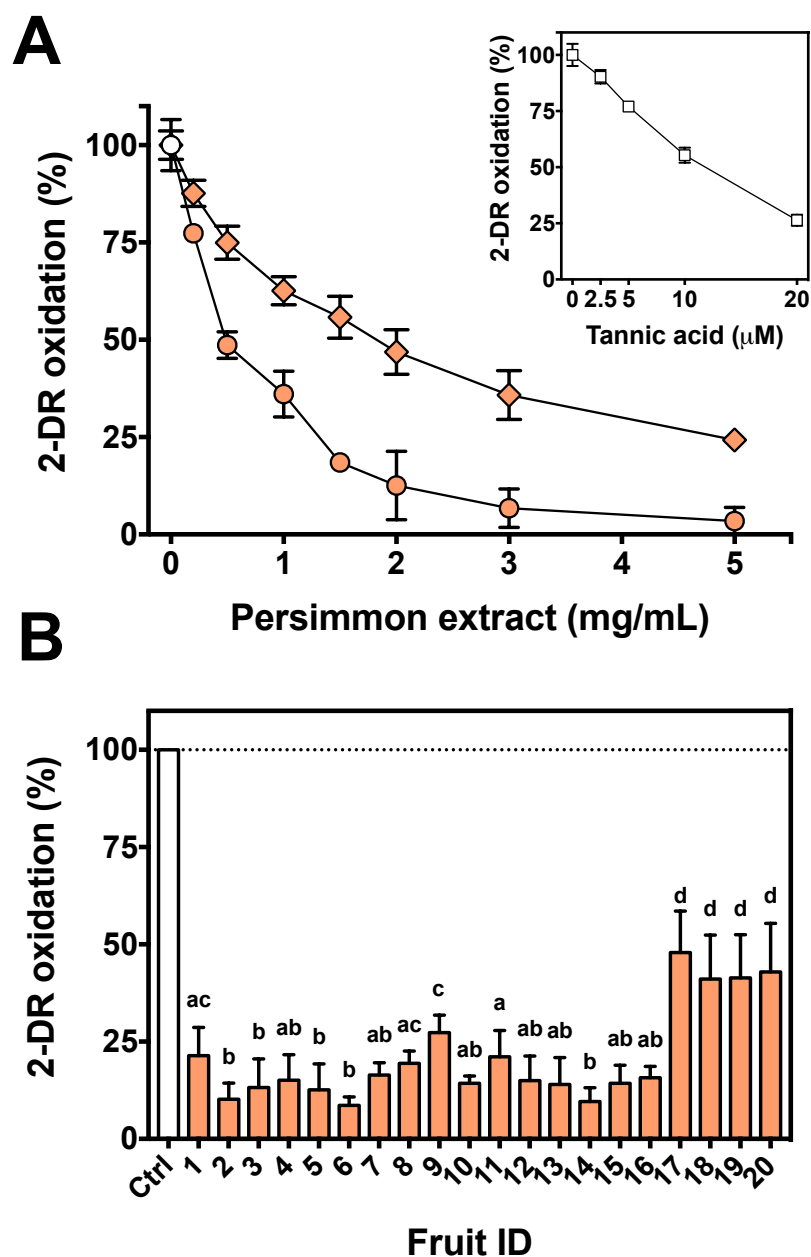 A
2-DR oxidation (%)
100
75
50
25
0
0 1 2 3 4 5
Persimmon extract (mg/mL)
2-DR oxidation (%)
100
75
50
25
0
0 2.5 5 10 20
Tannic acid (μM)
B
2-DR oxidation (%)
100
75
50
25
0
ac b b ab b b ab ac c ab a ab ab b ab ab d d d d
Ctrl 1 2 3 4 5 6 7 8 9 10 11 12 13 14 15 16 17 18 19 20
Fruit ID